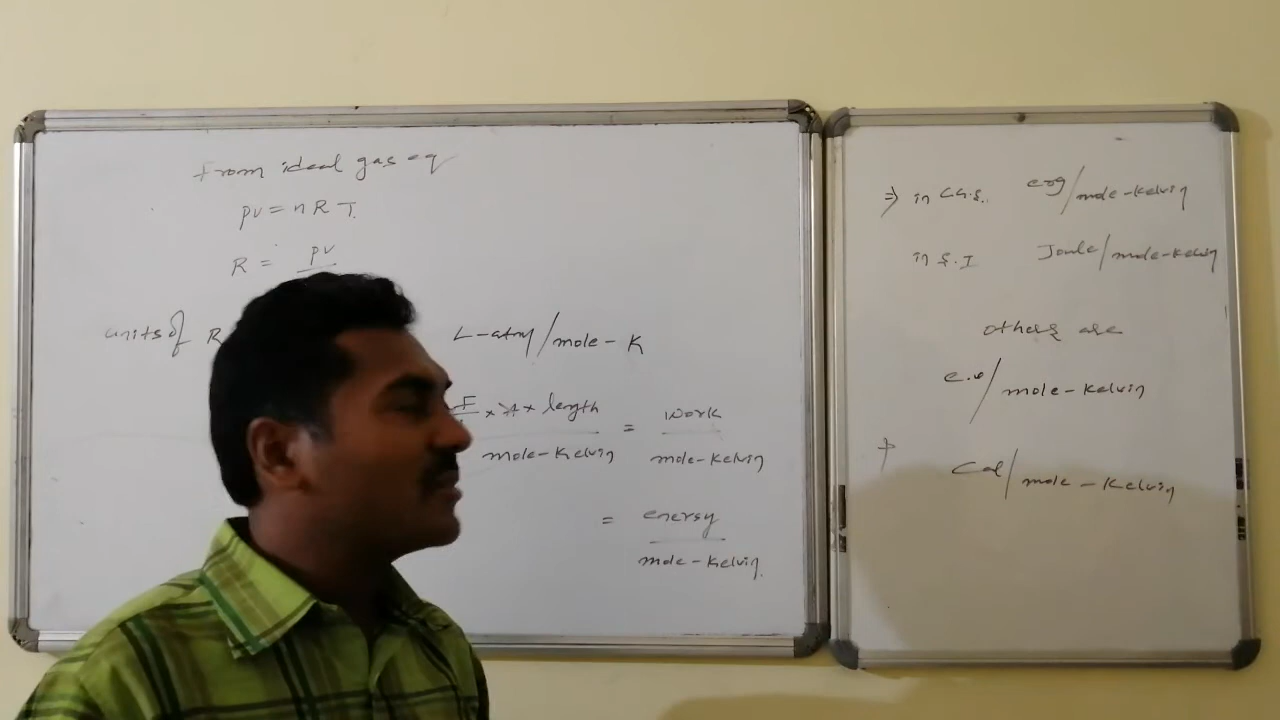 From ideal gas eq
pv = nRT.
R = pv
units of R
L-atm/mole-K
F × A × length
mole-Kelvin
= work
mole-Kelvin
= energy
mole-Kelvin.
⇒ in C.G.S. erg/mole-Kelvin
in S.I Joule/mole-Kelvin
others are
e.v/mole-Kelvin
Cal/mole-Kelvin